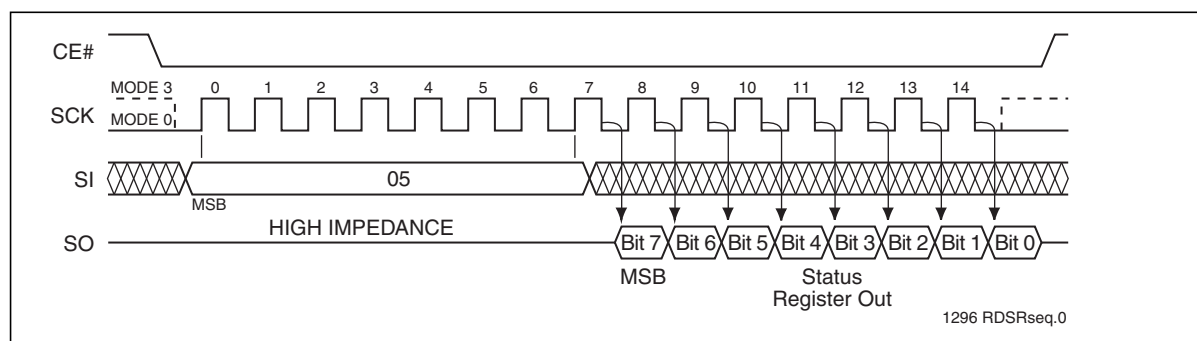 CE#
MODE 3 0 1 2 3 4 5 6 7 8 9 10 11 12 13 14
SCK MODE 0
SI 05
MSB
HIGH IMPEDANCE
SO Bit 7 Bit 6 Bit 5 Bit 4 Bit 3 Bit 2 Bit 1 Bit 0
MSB Status
Register Out
1296 RDSRseq.0